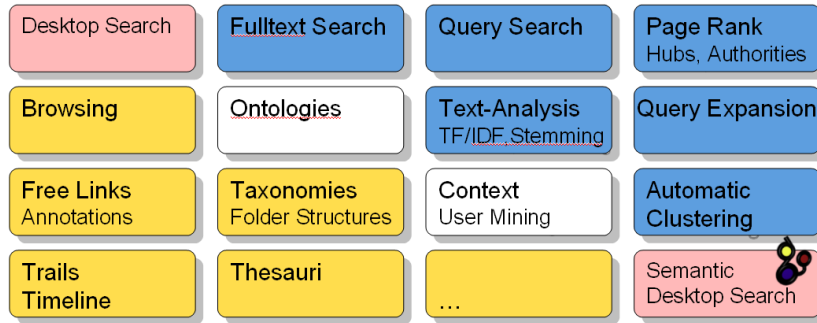 Desktop Search
Fulltext Search
Query Search
Page Rank
Hubs, Authorities
Browsing
Ontologies
Text-Analysis
TF/IDF,Stemming
Query Expansion
Free Links
Annotations
Taxonomies
Folder Structures
Context
User Mining
Automatic
Clustering
Trails
Timeline
Thesauri
...
Semantic
Desktop Search